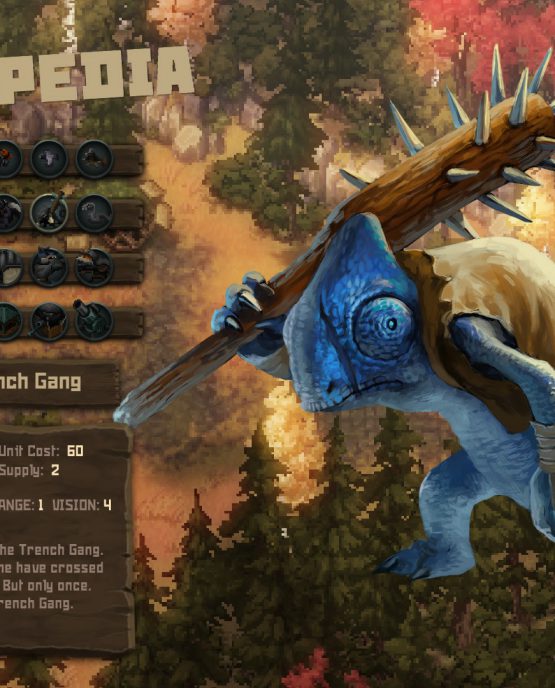 PEDIA
nch Gang
Unit Cost: 60
Supply: 2
ANGE: 1 VISION: 4
he Trench Gang.
ne have crossed
But only once.
rench Gang.